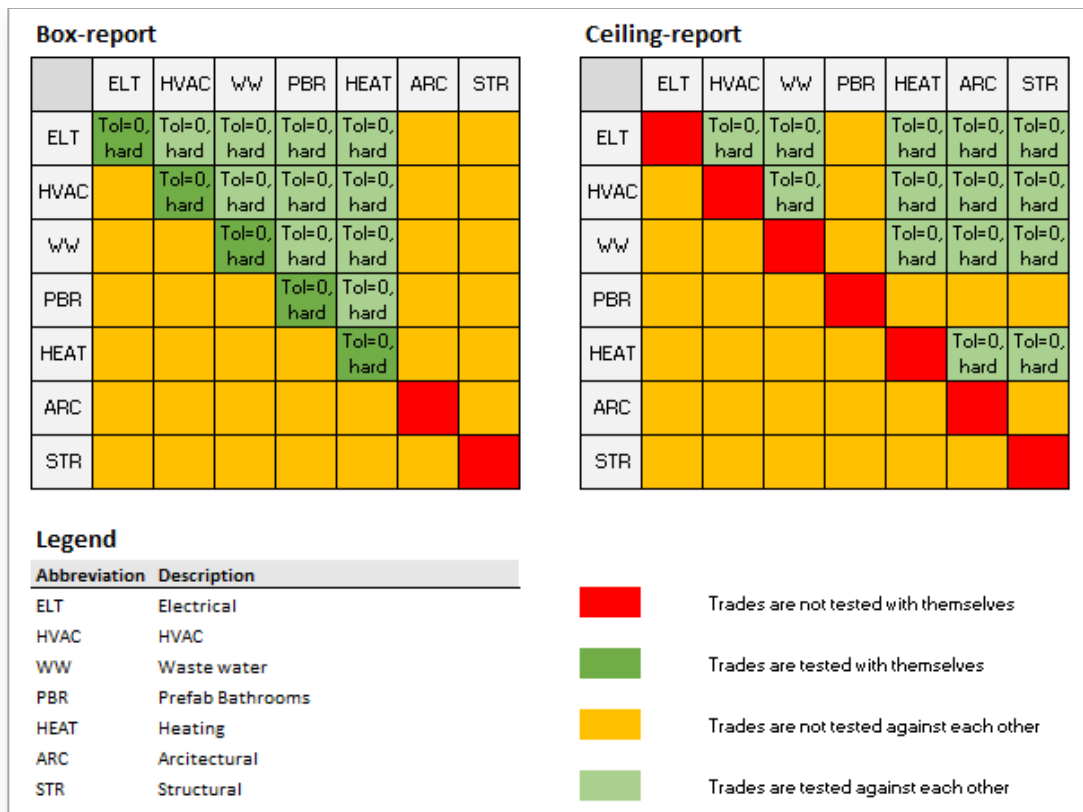 Box-report
ELT HVAC WW PBR HEAT ARC STR
ELT Tol=0, hard Tol=0, hard Tol=0, hard Tol=0, hard Tol=0, hard
HVAC Tol=0, hard Tol=0, hard Tol=0, hard Tol=0, hard
WW Tol=0, hard Tol=0, hard Tol=0, hard
PBR Tol=0, hard Tol=0, hard
HEAT Tol=0, hard
ARC
STR
Ceiling-report
ELT HVAC WW PBR HEAT ARC STR
ELT Tol=0, hard Tol=0, hard Tol=0, hard Tol=0, hard Tol=0, hard
HVAC Tol=0, hard Tol=0, hard Tol=0, hard Tol=0, hard
WW Tol=0, hard Tol=0, hard Tol=0, hard
PBR
HEAT Tol=0, hard Tol=0, hard
ARC
STR
Legend
Abbreviation Description
ELT Electrical
HVAC HVAC
WW Waste water
PBR Prefab Bathrooms
HEAT Heating
ARC Arcitectural
STR Structural
Trades are not tested with themselves
Trades are tested with themselves
Trades are not tested against each other
Trades are tested against each other